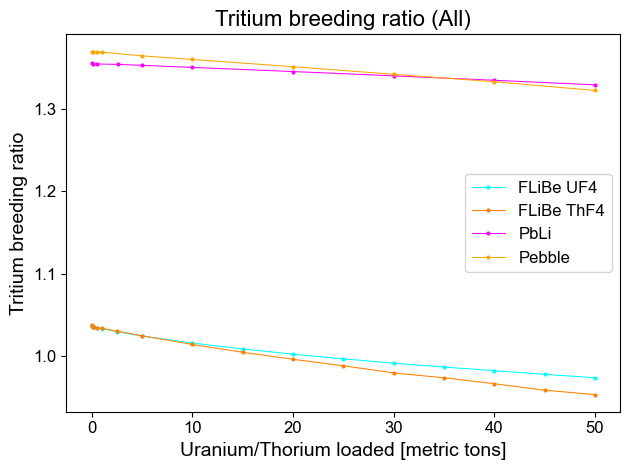 Tritium breeding ratio (All)
Tritium breeding ratio
1.3
1.2
1.1
1.0
FLiBe UF4
FLiBe ThF4
PbLi
Pebble
0 10 20 30 40 50
Uranium/Thorium loaded [metric tons]